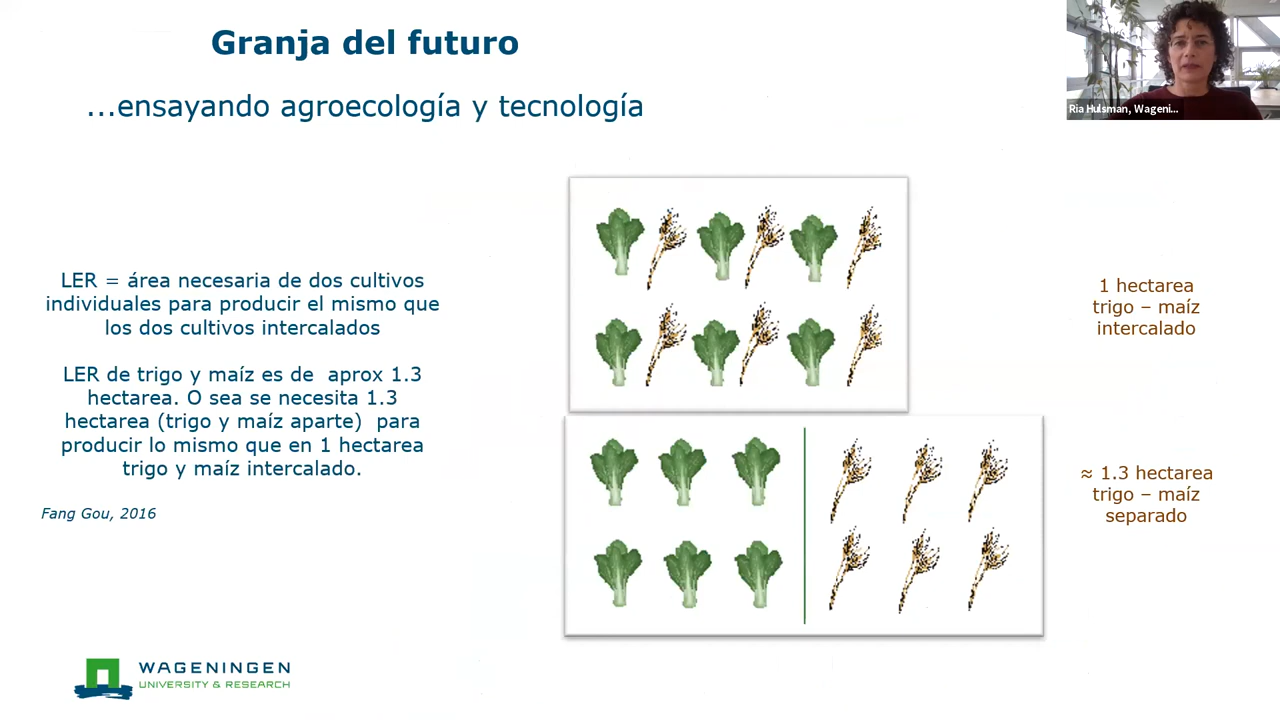 Granja del futuro
...ensayando agroecología y tecnología
Ria Hulsman, Wageni...
LER = área necesaria de dos cultivos
individuales para producir el mismo que
los dos cultivos intercalados
LER de trigo y maíz es de aprox 1.3
hectarea. O sea se necesita 1.3
hectarea (trigo y maíz aparte) para
producir lo mismo que en 1 hectarea
trigo y maíz intercalado.
Fang Gou, 2016
1 hectarea
trigo – maíz
intercalado
≈ 1.3 hectarea
trigo – maíz
separado
WAGENINGEN
UNIVERSITY & RESEARCH